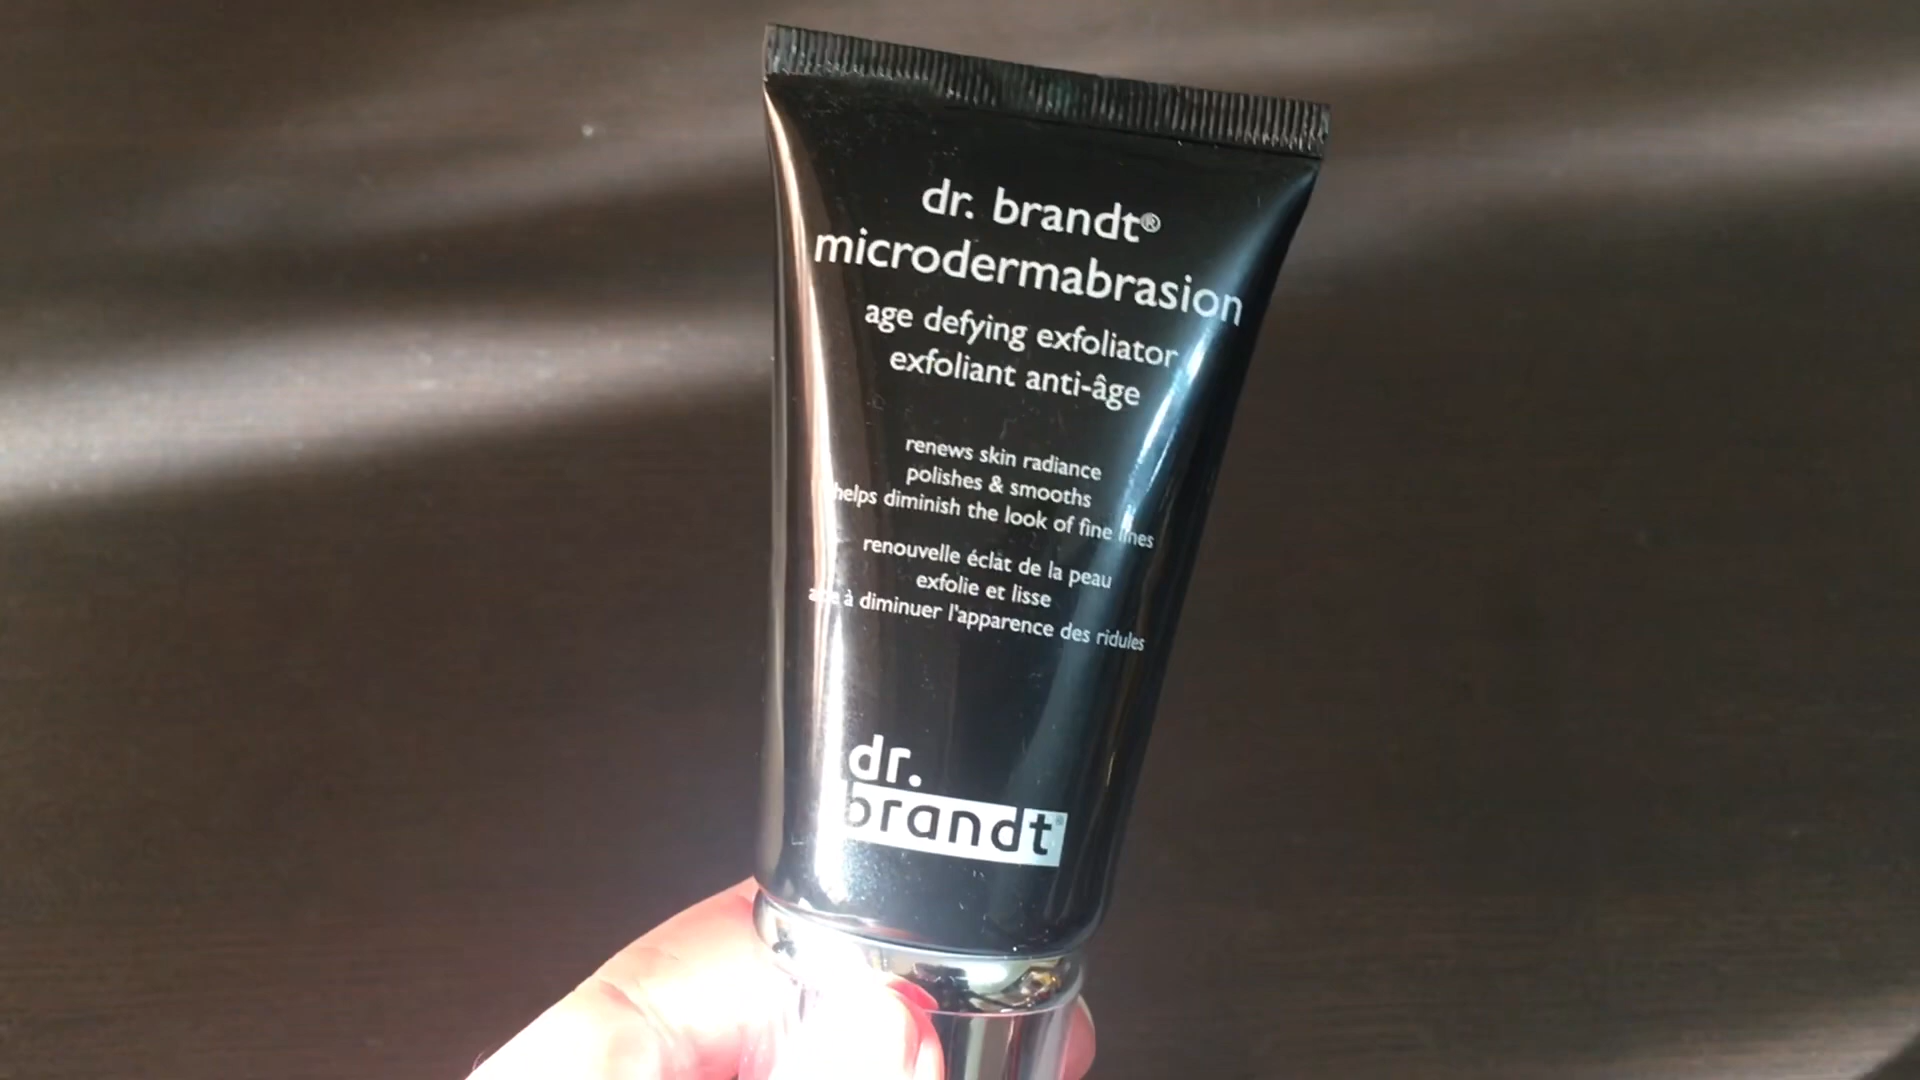 dr. brandt®
microdermabrasion
age defying exfoliator
exfoliant anti-âge
renews skin radiance
polishes & smooths
helps diminish the look of fine lines
renouvelle éclat de la peau
exfolie et lisse
à diminuer l'apparence des ridules
dr.
brandt®